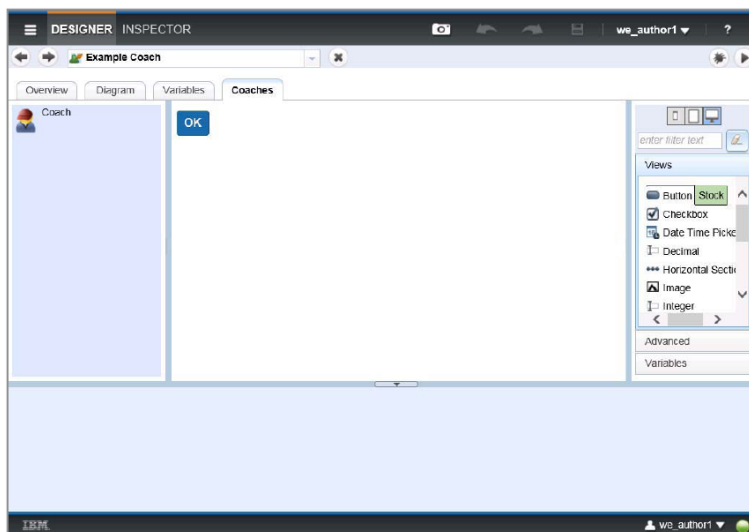 DESIGNER INSPECTOR we_author1 ?
Example Coach
Overview Diagram Variables Coaches
Coach
OK
enter filter text
Views
Button Stock
Checkbox
Date Time Picke
Decimal
Horizontal Sectio
Image
Integer
Advanced
Variables
IBM we_author1